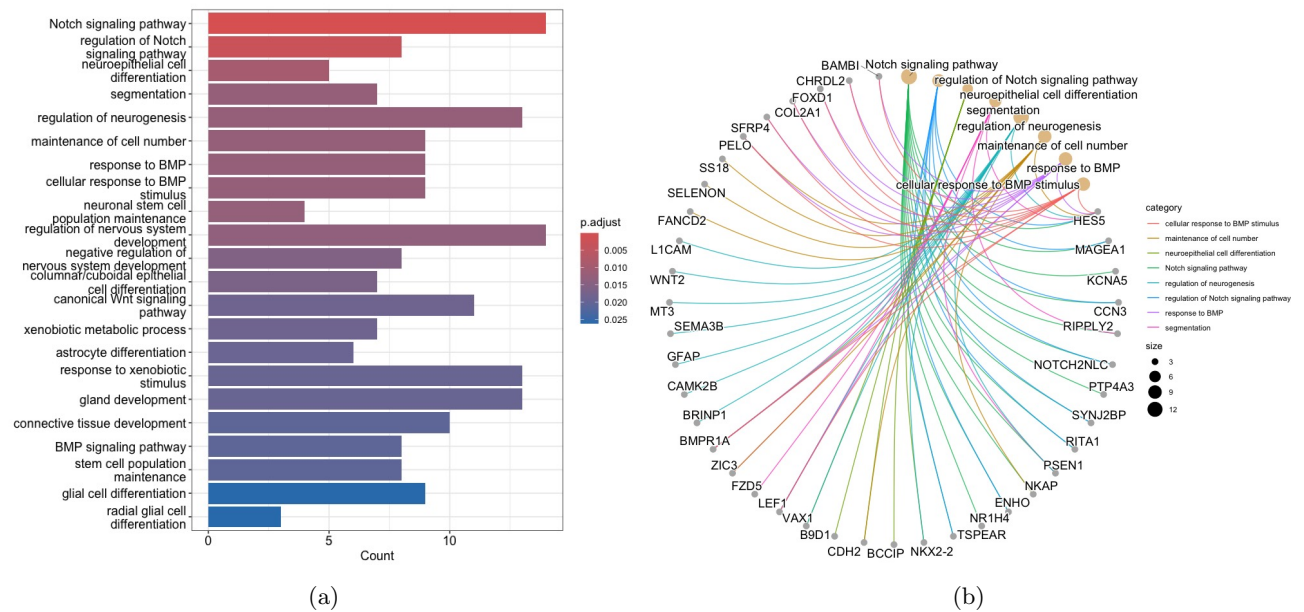 Notch signaling pathway
regulation of Notch
signaling pathway
neuroepithelial cell
differentiation
segmentation
regulation of neurogenesis
maintenance of cell number
response to BMP
cellular response to BMP
stimulus
neuronal stem cell
population maintenance
regulation of nervous system
development
negative regulation of
nervous system development
columnar/cuboidal epithelial
cell differentiation
canonical Wnt signaling
pathway
xenobiotic metabolic process
astrocyte differentiation
response to xenobiotic
stimulus
gland development
connective tissue development
BMP signaling pathway
stem cell population
maintenance
glial cell differentiation
radial glial cell
differentiation
0 5 10
Count
p.adjust
0.005
0.010
0.015
0.020
0.025
(a)
Notch signaling pathway
regulation of Notch signaling pathway
neuroepithelial cell differentiation
segmentation
regulation of neurogenesis
maintenance of cell number
response to BMP
cellular response to BMP stimulus
BAMBI
CHRDL2
FOXD1
COL2A1
SFRP4
PELO
SS18
SELENON
FANCD2
L1CAM
WNT2
MT3
SEMA3B
GFAP
CAMK2B
BRINP1
BMPR1A
ZIC3
FZD5
LEF1
VAX1
B9D1
CDH2
BCCIP
NKX2-2
TSPEAR
NR1H4
ENHO
NKAP
PSEN1
RITA1
SYNJ2BP
PTP4A3
NOTCH2NLC
RIPPLY2
CCN3
KCNA5
MAGEA1
HES5
category
cellular response to BMP stimulus
maintenance of cell number
neuroepithelial cell differentiation
Notch signaling pathway
regulation of neurogenesis
regulation of Notch signaling pathway
response to BMP
segmentation
size
3
6
9
12
(b)